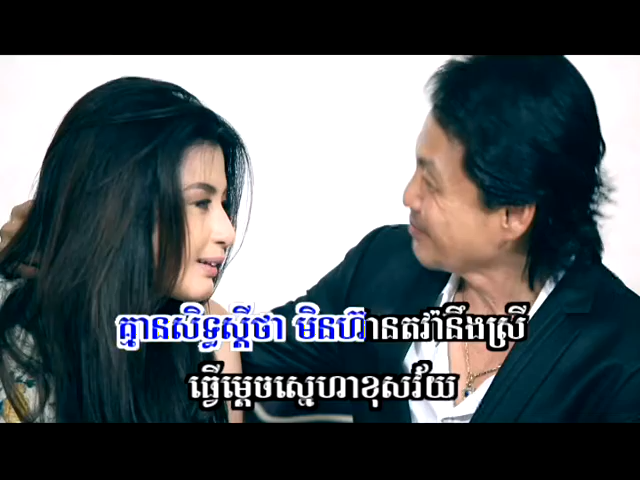 គ្មានសិទ្ធស្ដីថា មិនហ៊ានតវ៉ានឹងស្រី
ធ្វើម្ដេចស្នេហាខុសវ័យ